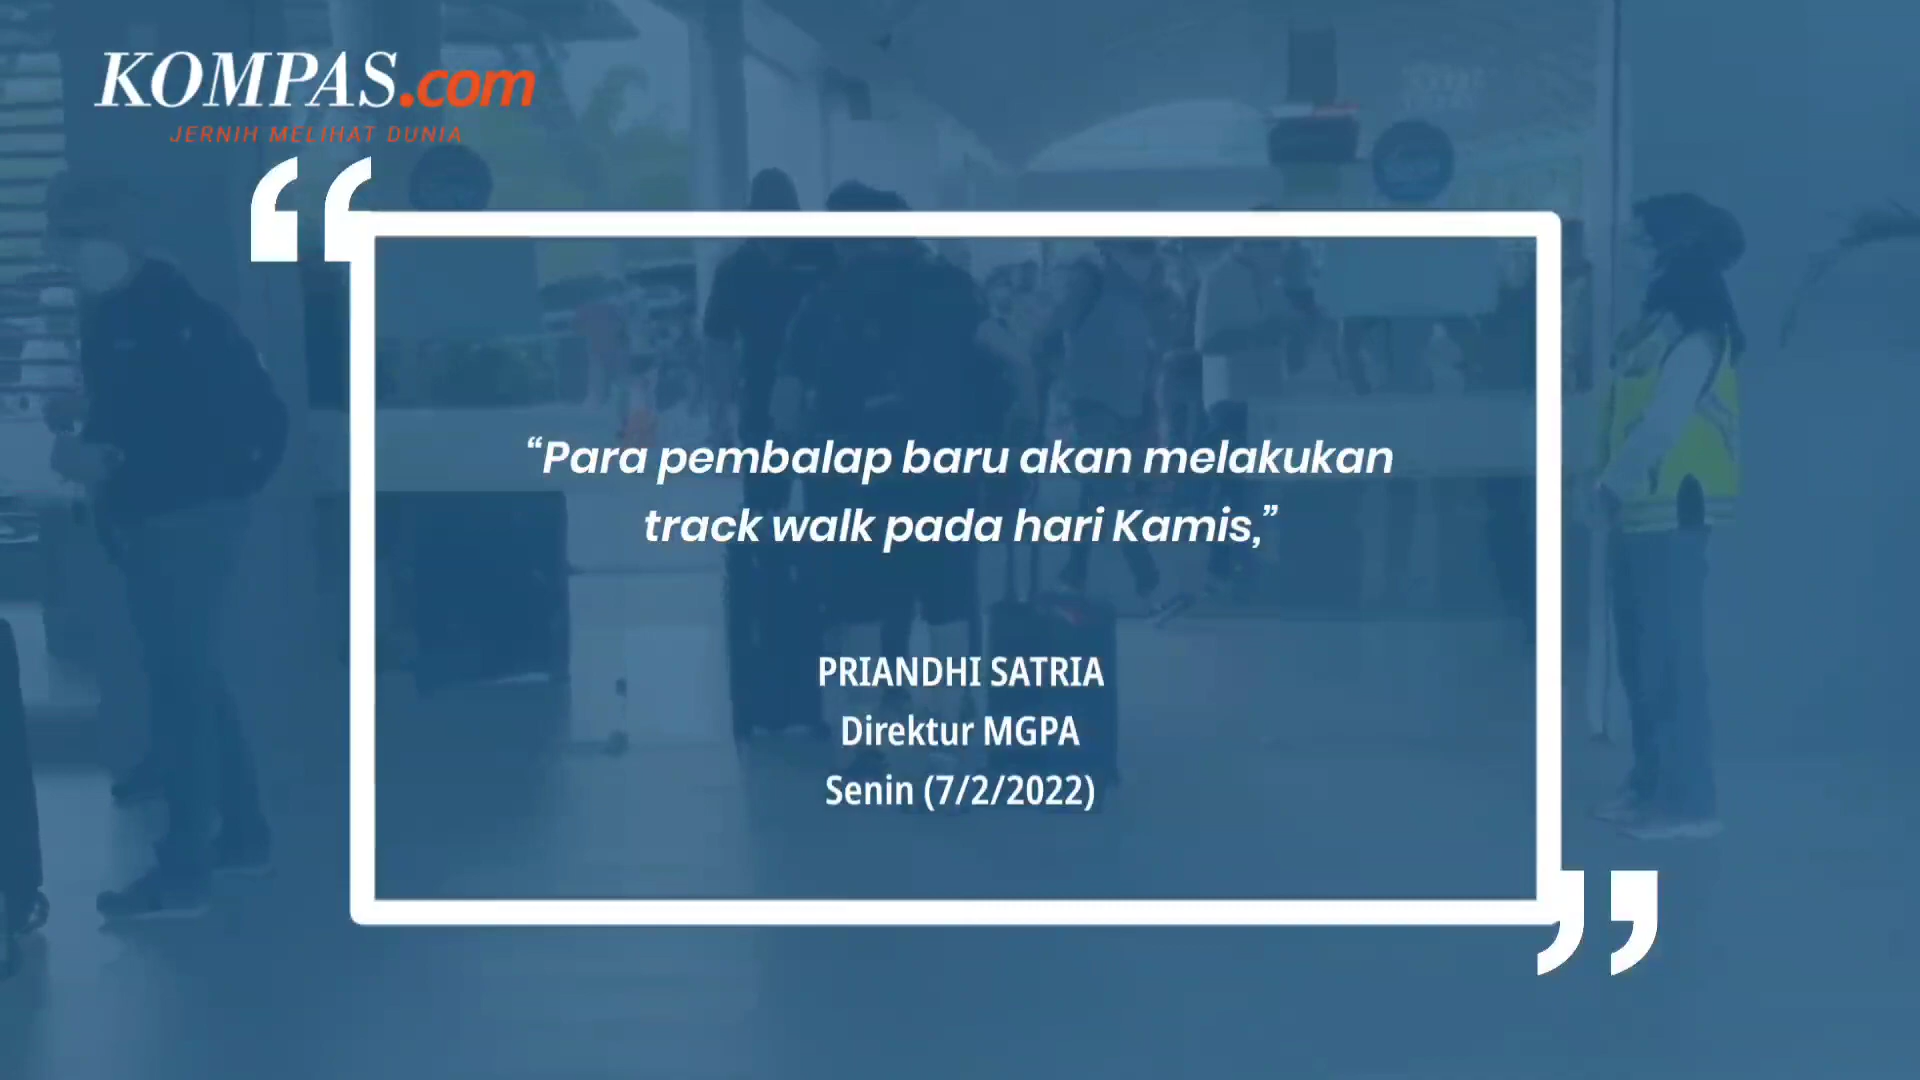 KOMPAS.com
JERNIH MELIHAT DUNIA
“Para pembalap baru akan melakukan
track walk pada hari Kamis,”
PRIANDHI SATRIA
Direktur MGPA
Senin (7/2/2022)